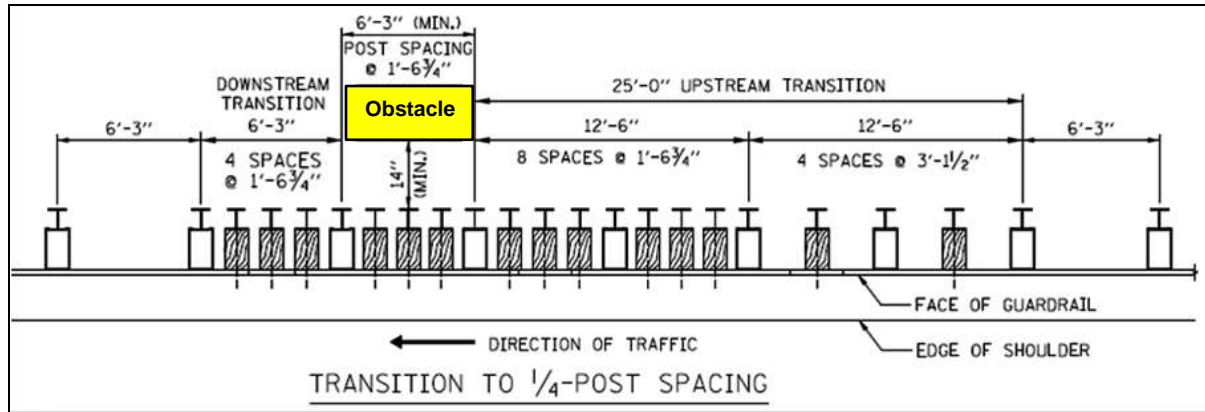 6'-3" (MIN.)
POST SPACING
@ 1'-6¾"
DOWNSTREAM
TRANSITION
Obstacle
25'-0" UPSTREAM TRANSITION
6'-3"
6'-3"
12'-6"
12'-6"
6'-3"
4 SPACES
@ 1'-6¾"
14"
(MIN.)
8 SPACES @ 1'-6¾"
4 SPACES @ 3'-1½"
FACE OF GUARDRAIL
DIRECTION OF TRAFFIC
EDGE OF SHOULDER
TRANSITION TO ¼-POST SPACING